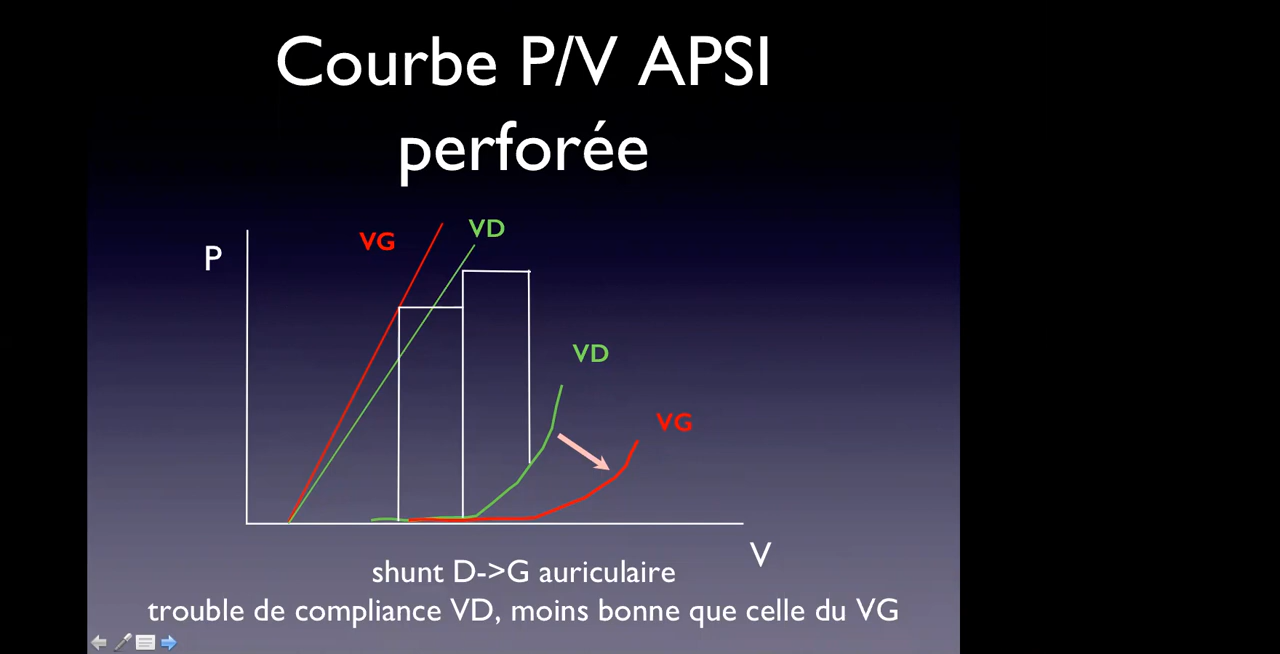 Courbe P/V APSI
perforée
VG
VD
P
VD
VG
V
shunt D->G auriculaire
trouble de compliance VD, moins bonne que celle du VG